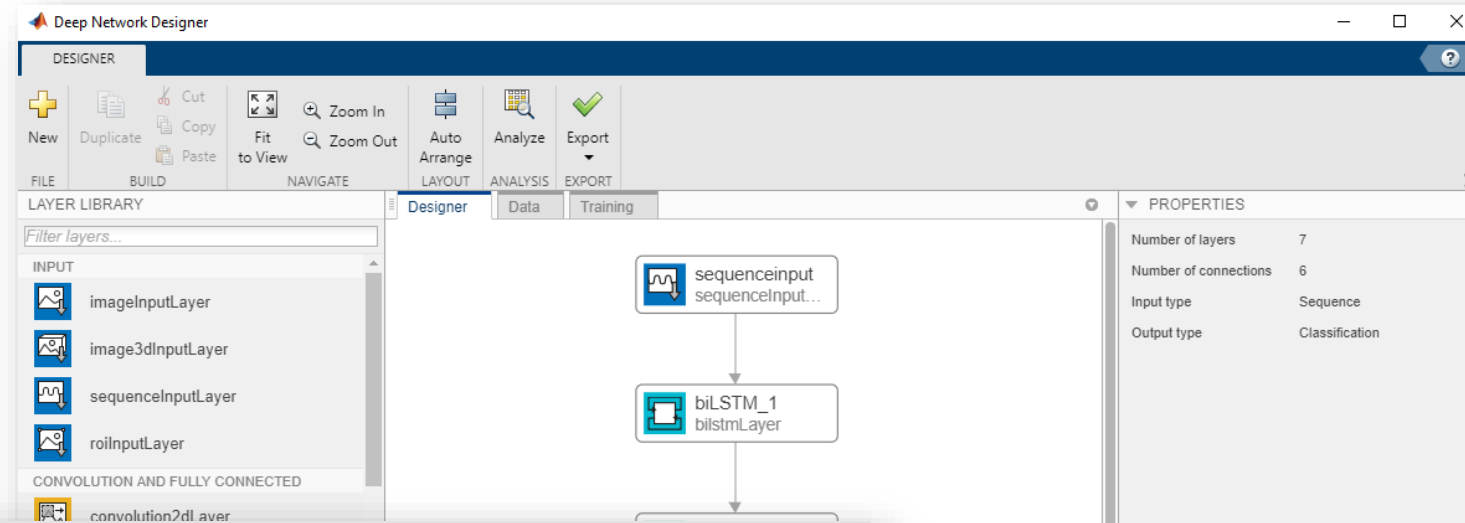 Deep Network Designer
DESIGNER
New
Duplicate
Cut
Copy
Paste
Fit
to View
Zoom In
Zoom Out
Auto
Arrange
Analyze
Export
FILE
BUILD
NAVIGATE
LAYOUT
ANALYSIS
EXPORT
LAYER LIBRARY
Filter layers...
INPUT
imageInputLayer
image3dInputLayer
sequenceInputLayer
roiInputLayer
CONVOLUTION AND FULLY CONNECTED
convolution2dLayer
Designer
Data
Training
sequenceinput
sequenceInput...
biLSTM_1
bilstmLayer
PROPERTIES
Number of layers 7
Number of connections 6
Input type Sequence
Output type Classification